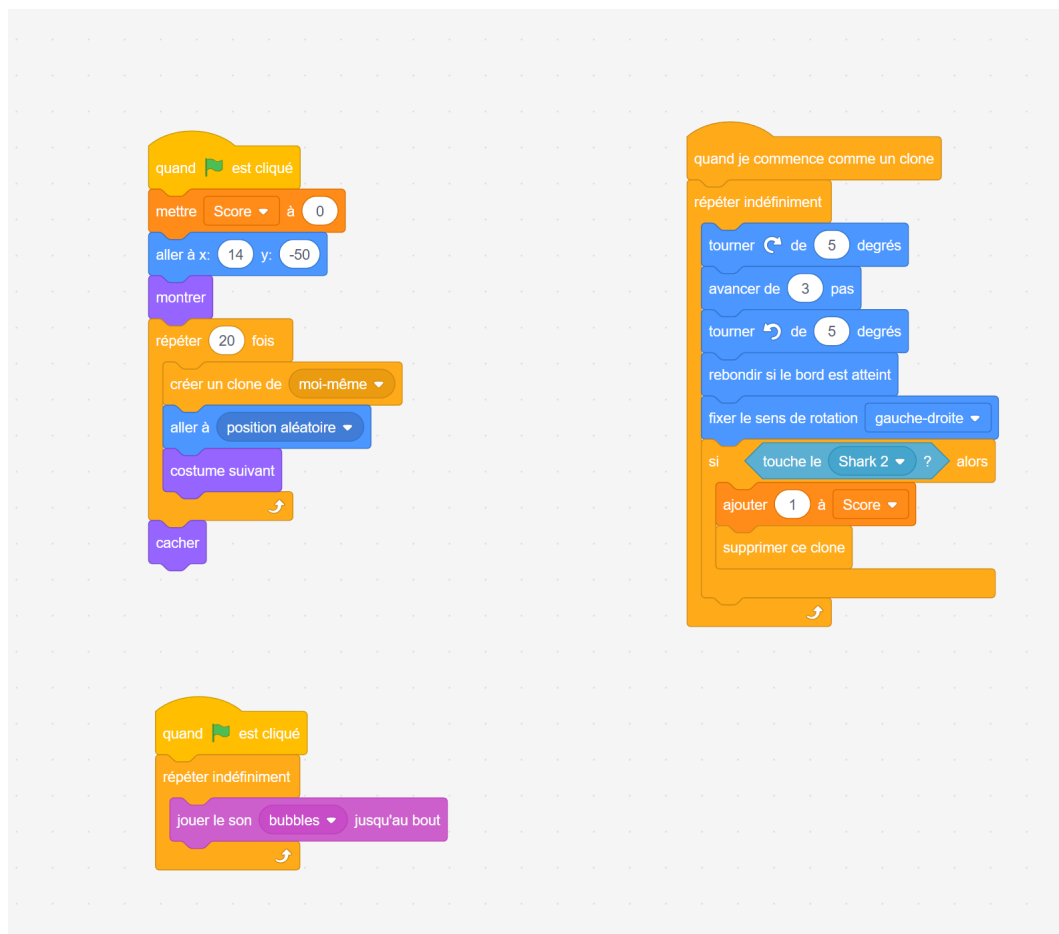 quand est cliqué
mettre Score à 0
aller à x: 14 y: -50
montrer
répéter 20 fois
créer un clone de moi-même
aller à position aléatoire
costume suivant
cacher
quand je commence comme un clone
répéter indéfiniment
tourner de 5 degrés
avancer de 3 pas
tourner de 5 degrés
rebondir si le bord est atteint
fixer le sens de rotation gauche-droite
si touche le Shark 2 ? alors
ajouter 1 à Score
supprimer ce clone
quand est cliqué
répéter indéfiniment
jouer le son bubbles jusqu'au bout